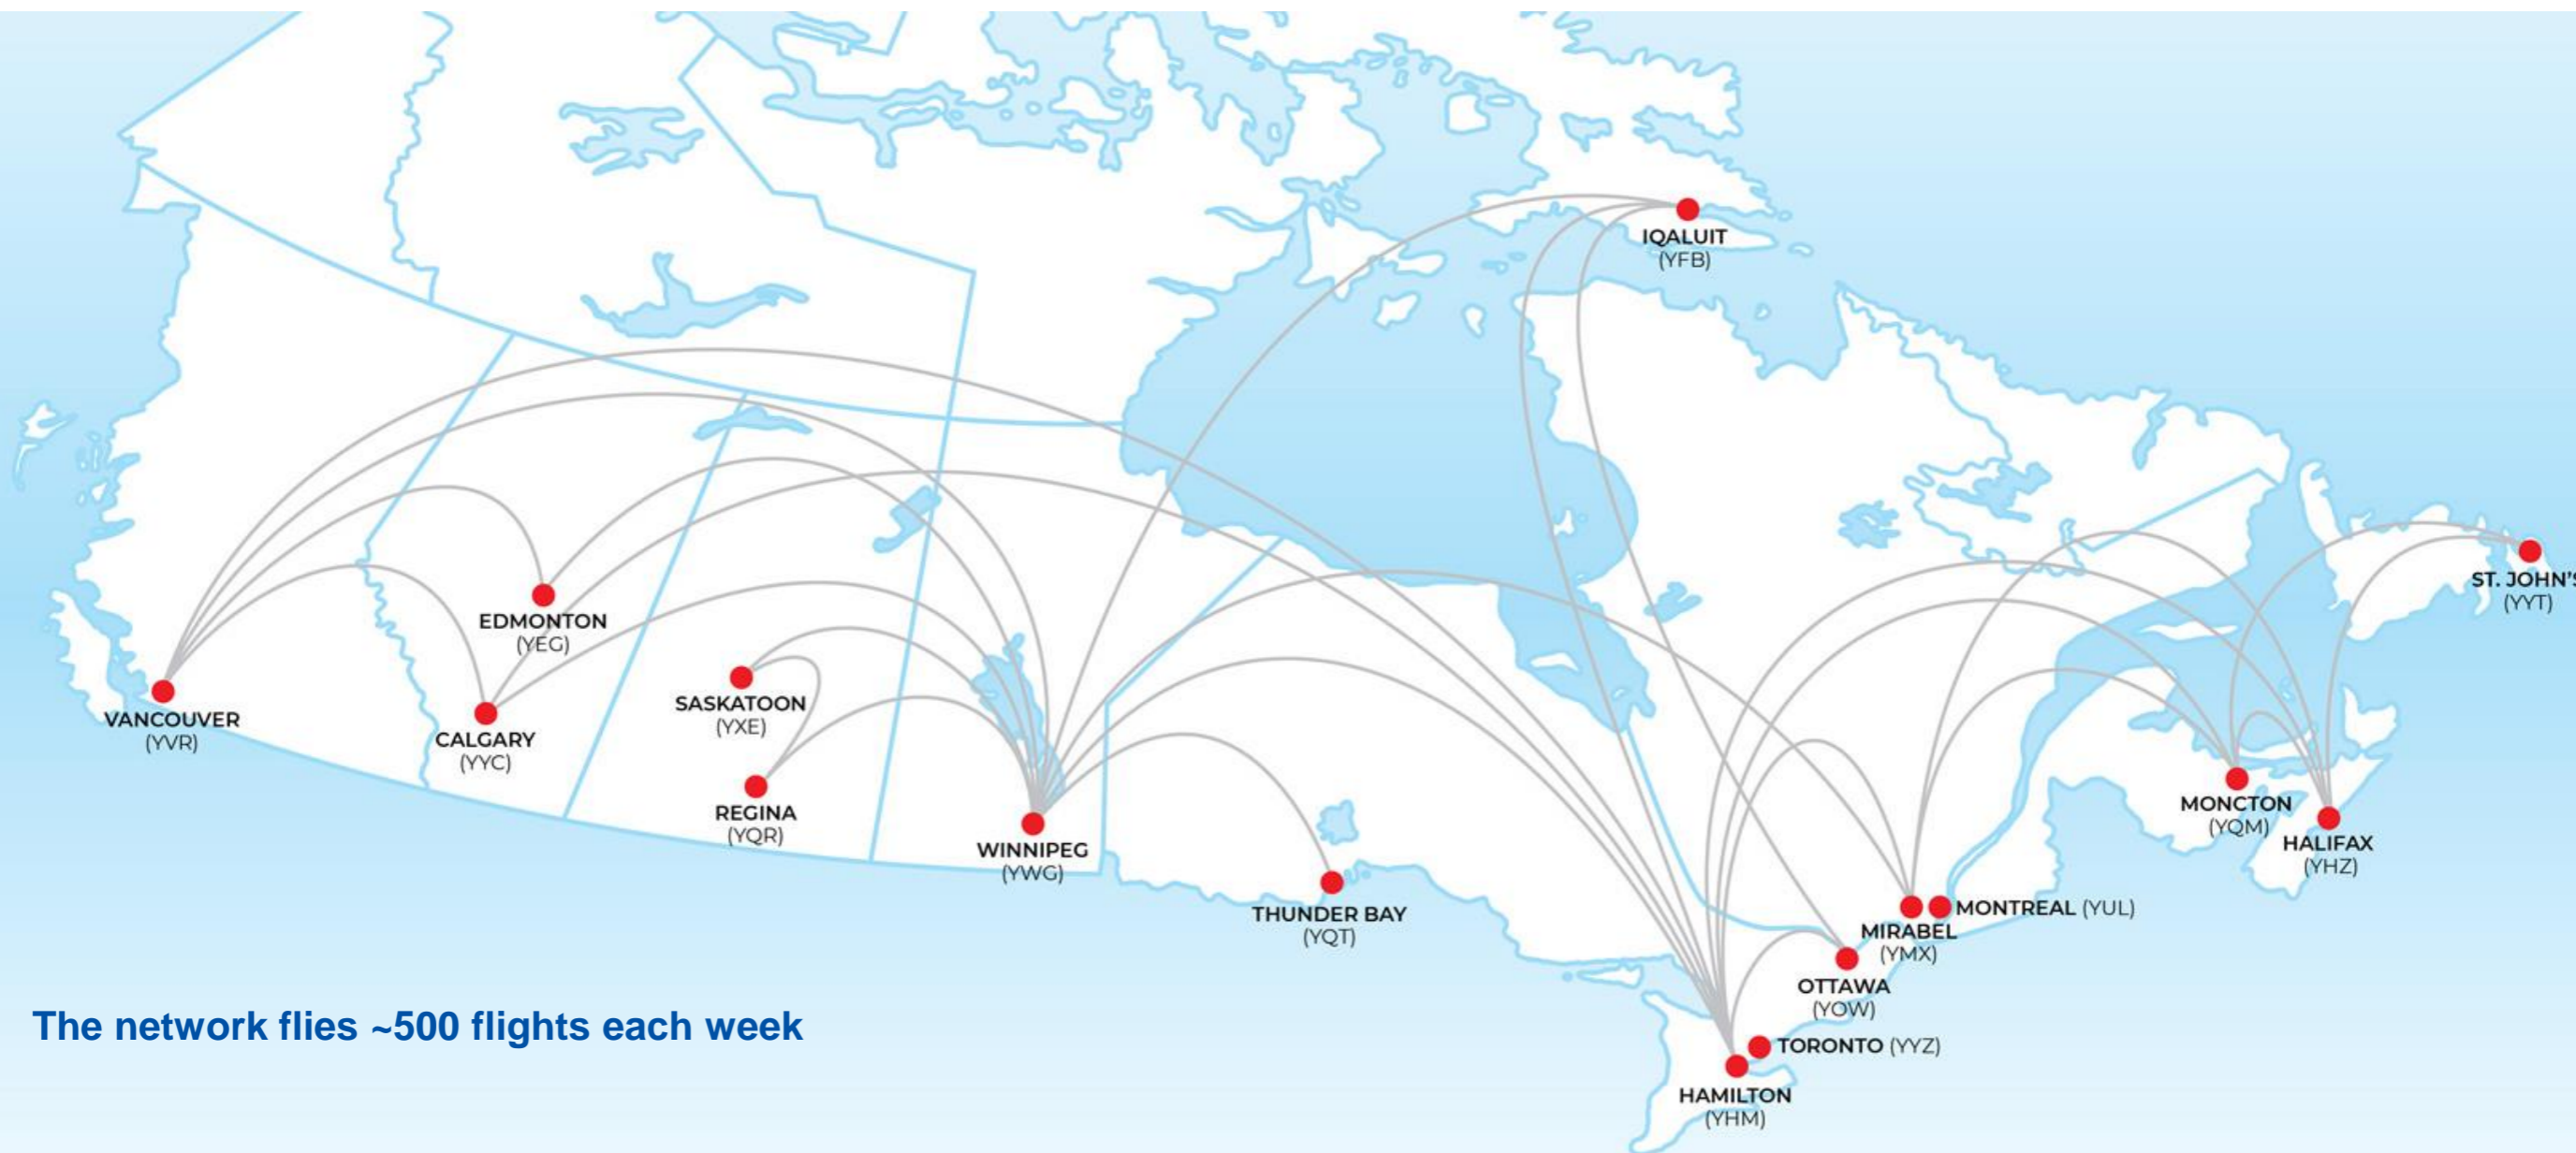 IQALUIT
(YFB)
ST. JOHN'S
(YYT)
EDMONTON
(YEG)
VANCOUVER
(YVR)
CALGARY
(YYC)
SASKATOON
(YXE)
REGINA
(YQR)
WINNIPEG
(YWG)
THUNDER BAY
(YQT)
MONCTON
(YQM)
HALIFAX
(YHZ)
MONTREAL (YUL)
MIRABEL
(YMX)
OTTAWA
(YOW)
TORONTO (YYZ)
HAMILTON
(YHM)
The network flies ~500 flights each week